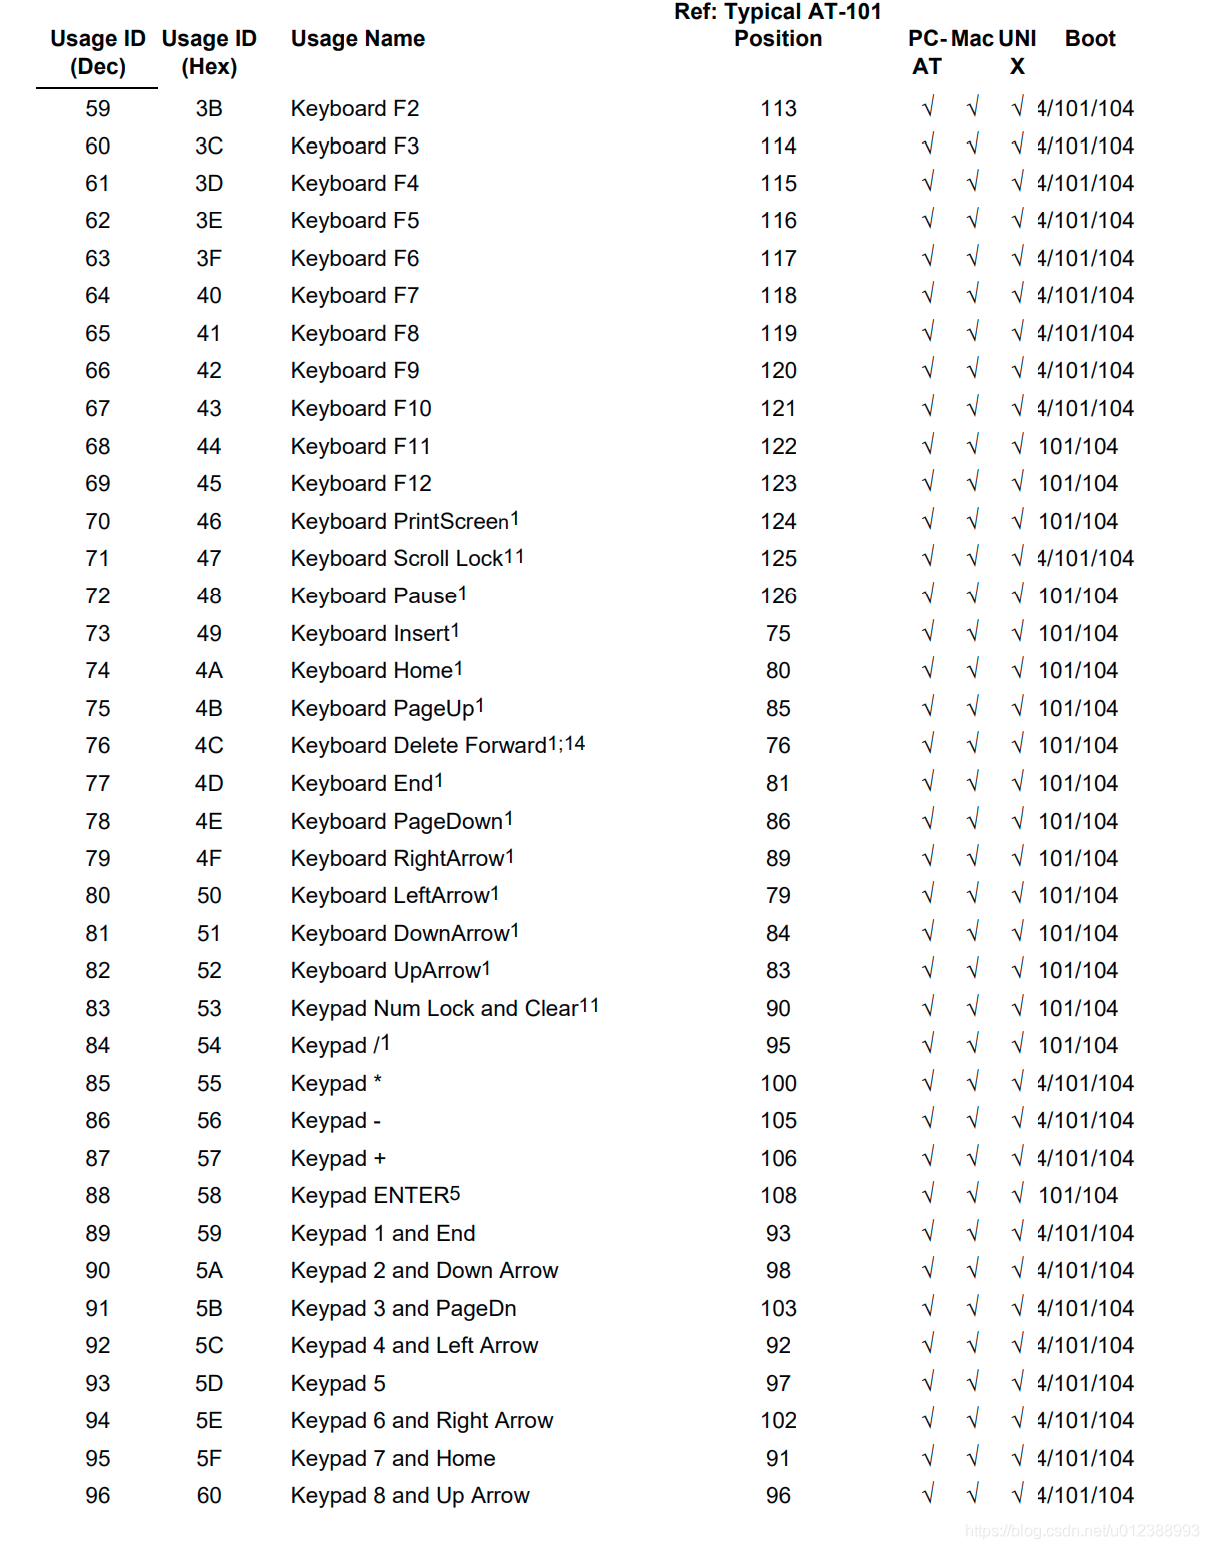 Ref: Typical AT-101
Usage ID Usage ID Usage Name Position PC- Mac UNI Boot
(Dec) (Hex) AT X
59 3B Keyboard F2 113 √ √ √ 4/101/104
60 3C Keyboard F3 114 √ √ √ 4/101/104
61 3D Keyboard F4 115 √ √ √ 4/101/104
62 3E Keyboard F5 116 √ √ √ 4/101/104
63 3F Keyboard F6 117 √ √ √ 4/101/104
64 40 Keyboard F7 118 √ √ √ 4/101/104
65 41 Keyboard F8 119 √ √ √ 4/101/104
66 42 Keyboard F9 120 √ √ √ 4/101/104
67 43 Keyboard F10 121 √ √ √ 4/101/104
68 44 Keyboard F11 122 √ √ √ 101/104
69 45 Keyboard F12 123 √ √ √ 101/104
70 46 Keyboard PrintScreen1 124 √ √ √ 101/104
71 47 Keyboard Scroll Lock11 125 √ √ √ 4/101/104
72 48 Keyboard Pause1 126 √ √ √ 101/104
73 49 Keyboard Insert1 75 √ √ √ 101/104
74 4A Keyboard Home1 80 √ √ √ 101/104
75 4B Keyboard PageUp1 85 √ √ √ 101/104
76 4C Keyboard Delete Forward1;14 76 √ √ √ 101/104
77 4D Keyboard End1 81 √ √ √ 101/104
78 4E Keyboard PageDown1 86 √ √ √ 101/104
79 4F Keyboard RightArrow1 89 √ √ √ 101/104
80 50 Keyboard LeftArrow1 79 √ √ √ 101/104
81 51 Keyboard DownArrow1 84 √ √ √ 101/104
82 52 Keyboard UpArrow1 83 √ √ √ 101/104
83 53 Keypad Num Lock and Clear11 90 √ √ √ 101/104
84 54 Keypad /1 95 √ √ √ 101/104
85 55 Keypad * 100 √ √ √ 4/101/104
86 56 Keypad - 105 √ √ √ 4/101/104
87 57 Keypad + 106 √ √ √ 4/101/104
88 58 Keypad ENTER5 108 √ √ √ 101/104
89 59 Keypad 1 and End 93 √ √ √ 4/101/104
90 5A Keypad 2 and Down Arrow 98 √ √ √ 4/101/104
91 5B Keypad 3 and PageDn 103 √ √ √ 4/101/104
92 5C Keypad 4 and Left Arrow 92 √ √ √ 4/101/104
93 5D Keypad 5 97 √ √ √ 4/101/104
94 5E Keypad 6 and Right Arrow 102 √ √ √ 4/101/104
95 5F Keypad 7 and Home 91 √ √ √ 4/101/104
96 60 Keypad 8 and Up Arrow 96 √ √ √ 4/101/104
https://blog.csdn.net/u012388993